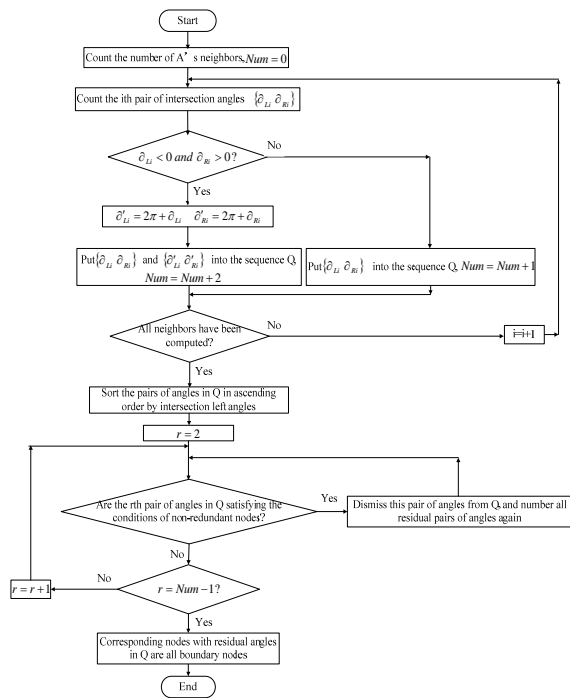 Start
Count the number of A's neighbors, Num = 0
Count the ith pair of intersection angles {∂Li ∂Ri}
∂Li < 0 and ∂Ri > 0?
No
Yes
∂′Li = 2π + ∂Li ∂′Ri = 2π + ∂Ri
Put{∂Li ∂Ri} and {∂′Li ∂′Ri} into the sequence Q,
Num = Num + 2
Put{∂Li ∂Ri} into the sequence Q, Num = Num + 1
All neighbors have been
computed?
No
i=i+1
Yes
Sort the pairs of angles in Q in ascending
order by intersection left angles
r = 2
Are the rth pair of angles in Q satisfying the
conditions of non-redundant nodes?
Yes
Dismiss this pair of angles from Q, and number all
residual pairs of angles again
No
r = Num − 1?
No
r = r + 1
Yes
Corresponding nodes with residual angles
in Q are all boundary nodes
End